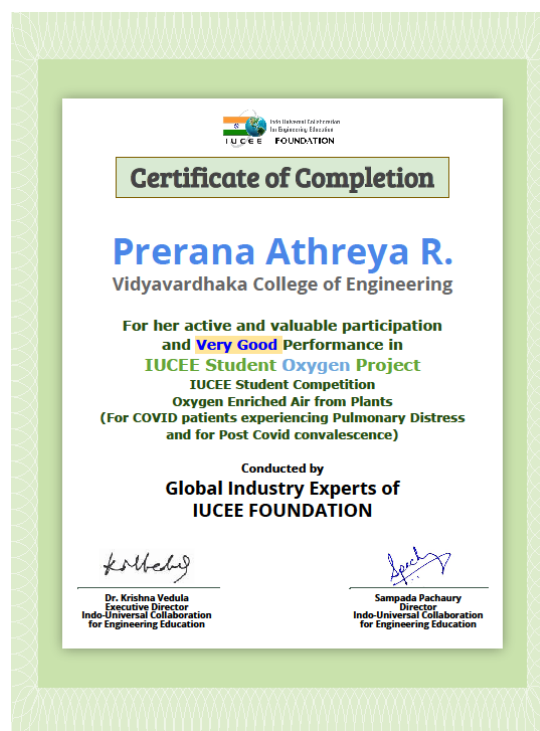 Indo Universal Collaboration
for Engineering Education
IUCEE FOUNDATION
Certificate of Completion
Prerana Athreya R.
Vidyavardhaka College of Engineering
For her active and valuable participation
and Very Good Performance in
IUCEE Student Oxygen Project
IUCEE Student Competition
Oxygen Enriched Air from Plants
(For COVID patients experiencing Pulmonary Distress
and for Post Covid convalescence)
Conducted by
Global Industry Experts of
IUCEE FOUNDATION
Dr. Krishna Vedula
Executive Director
Indo-Universal Collaboration
for Engineering Education
Sampada Pachaury
Director
Indo-Universal Collaboration
for Engineering Education